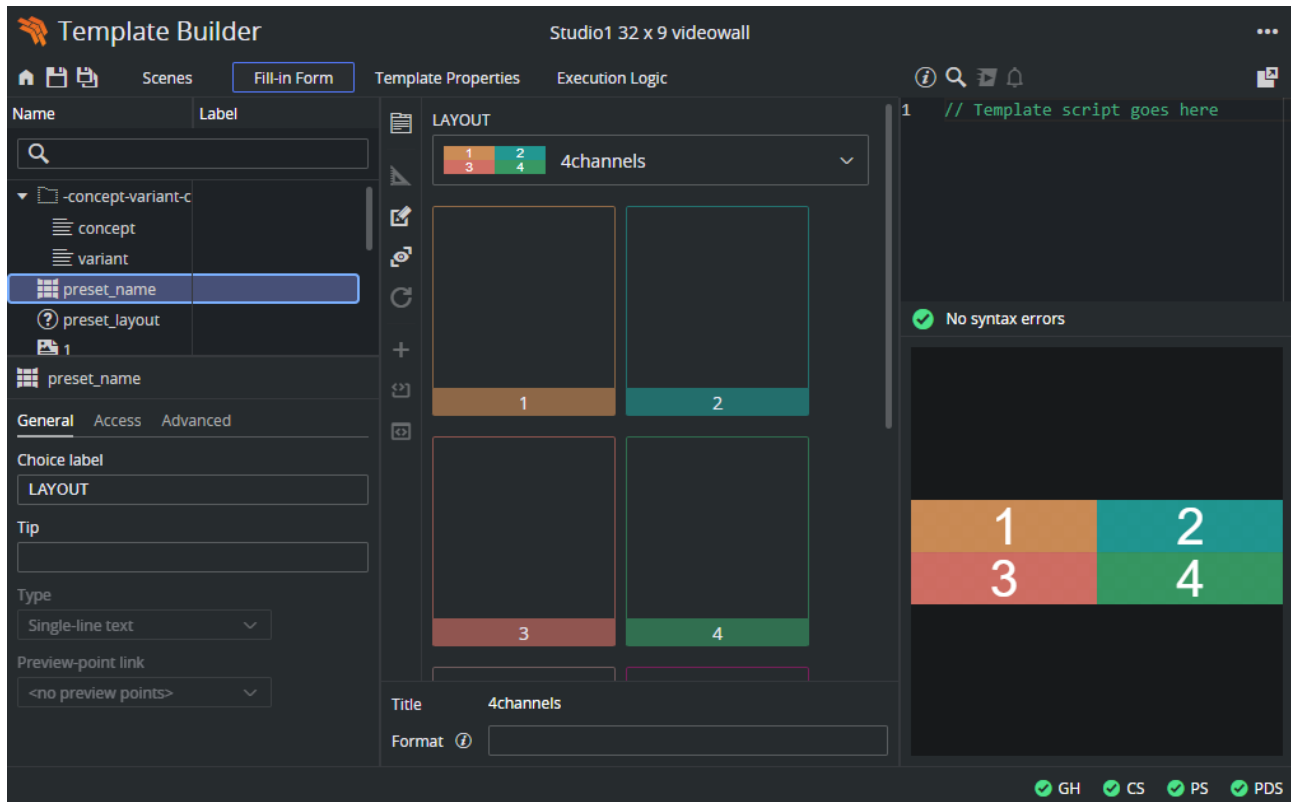 Template Builder
Studio1 32 x 9 videowall
Scenes
Fill-in Form
Template Properties
Execution Logic
Name
Label
-concept-variant-c
concept
variant
preset_name
preset_layout
1
preset_name
General
Access
Advanced
Choice label
LAYOUT
Tip
Type
Single-line text
Preview-point link
<no preview points>
LAYOUT
1
2
3
4
4channels
1
2
3
4
Title
4channels
Format
1
// Template script goes here
No syntax errors
1
2
3
4
GH
CS
PS
PDS